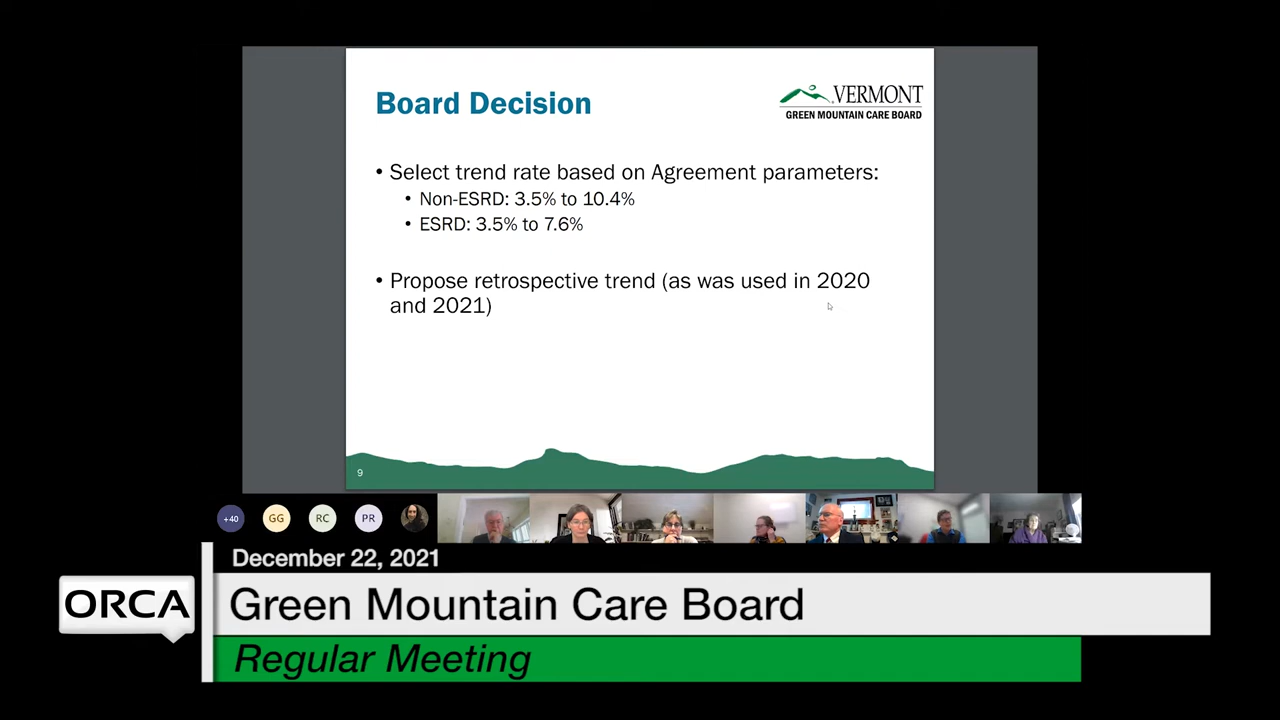 Board Decision
VERMONT
GREEN MOUNTAIN CARE BOARD
• Select trend rate based on Agreement parameters:
• Non-ESRD: 3.5% to 10.4%
• ESRD: 3.5% to 7.6%
• Propose retrospective trend (as was used in 2020
and 2021)
9
+40
GG
RC
PR
December 22, 2021
ORCA
Green Mountain Care Board
Regular Meeting